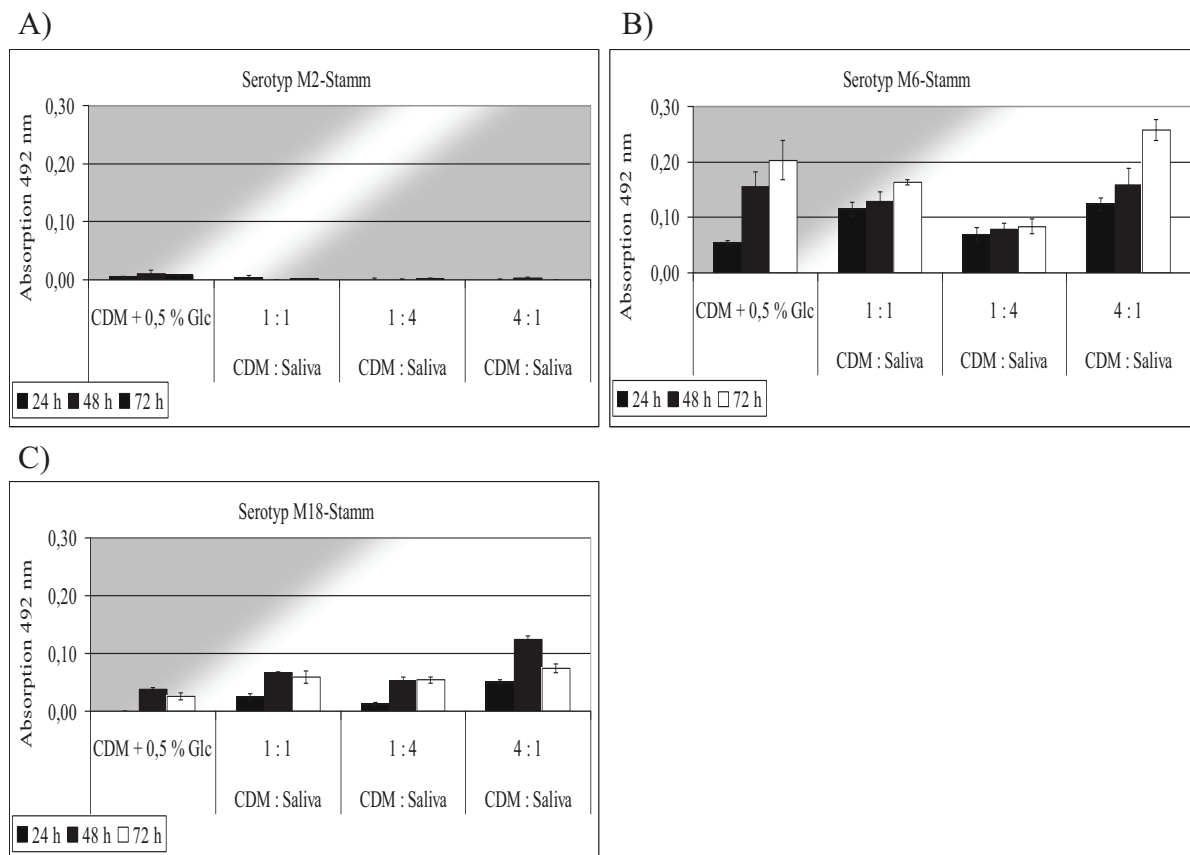 A)
Serotyp M2-Stamm
Absorption 492 nm
0,30
0,20
0,10
0,00
CDM + 0,5 % Glc
1 : 1
1 : 4
4 : 1
CDM : Saliva
CDM : Saliva
CDM : Saliva
24 h 48 h 72 h
B)
Serotyp M6-Stamm
Absorption 492 nm
0,30
0,20
0,10
0,00
CDM + 0,5 % Glc
1 : 1
1 : 4
4 : 1
CDM : Saliva
CDM : Saliva
CDM : Saliva
24 h 48 h 72 h
C)
Serotyp M18-Stamm
Absorption 492 nm
0,30
0,20
0,10
0,00
CDM + 0,5 % Glc
1 : 1
1 : 4
4 : 1
CDM : Saliva
CDM : Saliva
CDM : Saliva
24 h 48 h 72 h